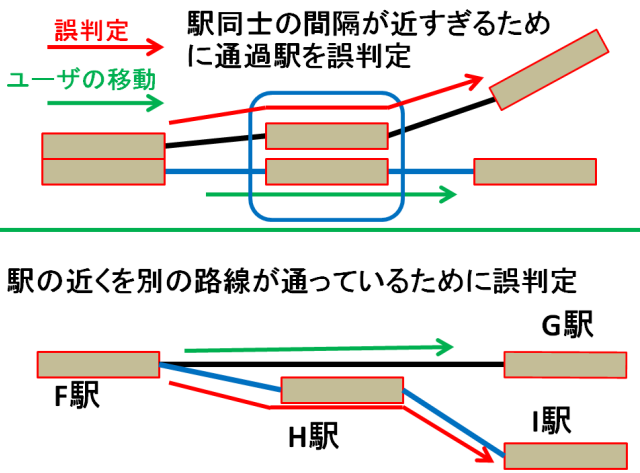 誤判定
駅同士の間隔が近すぎるため
に通過駅を誤判定
ユーザの移動
駅の近くを別の路線が通っているために誤判定
G駅
F駅
H駅
I駅